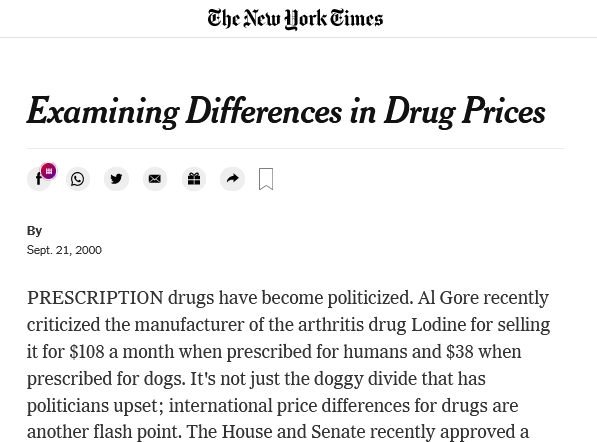 The New York Times
Examining Differences in Drug Prices
By
Sept. 21, 2000
PRESCRIPTION drugs have become politicized. Al Gore recently
criticized the manufacturer of the arthritis drug Lodine for selling
it for $108 a month when prescribed for humans and $38 when
prescribed for dogs. It's not just the doggy divide that has
politicians upset; international price differences for drugs are
another flash point. The House and Senate recently approved a